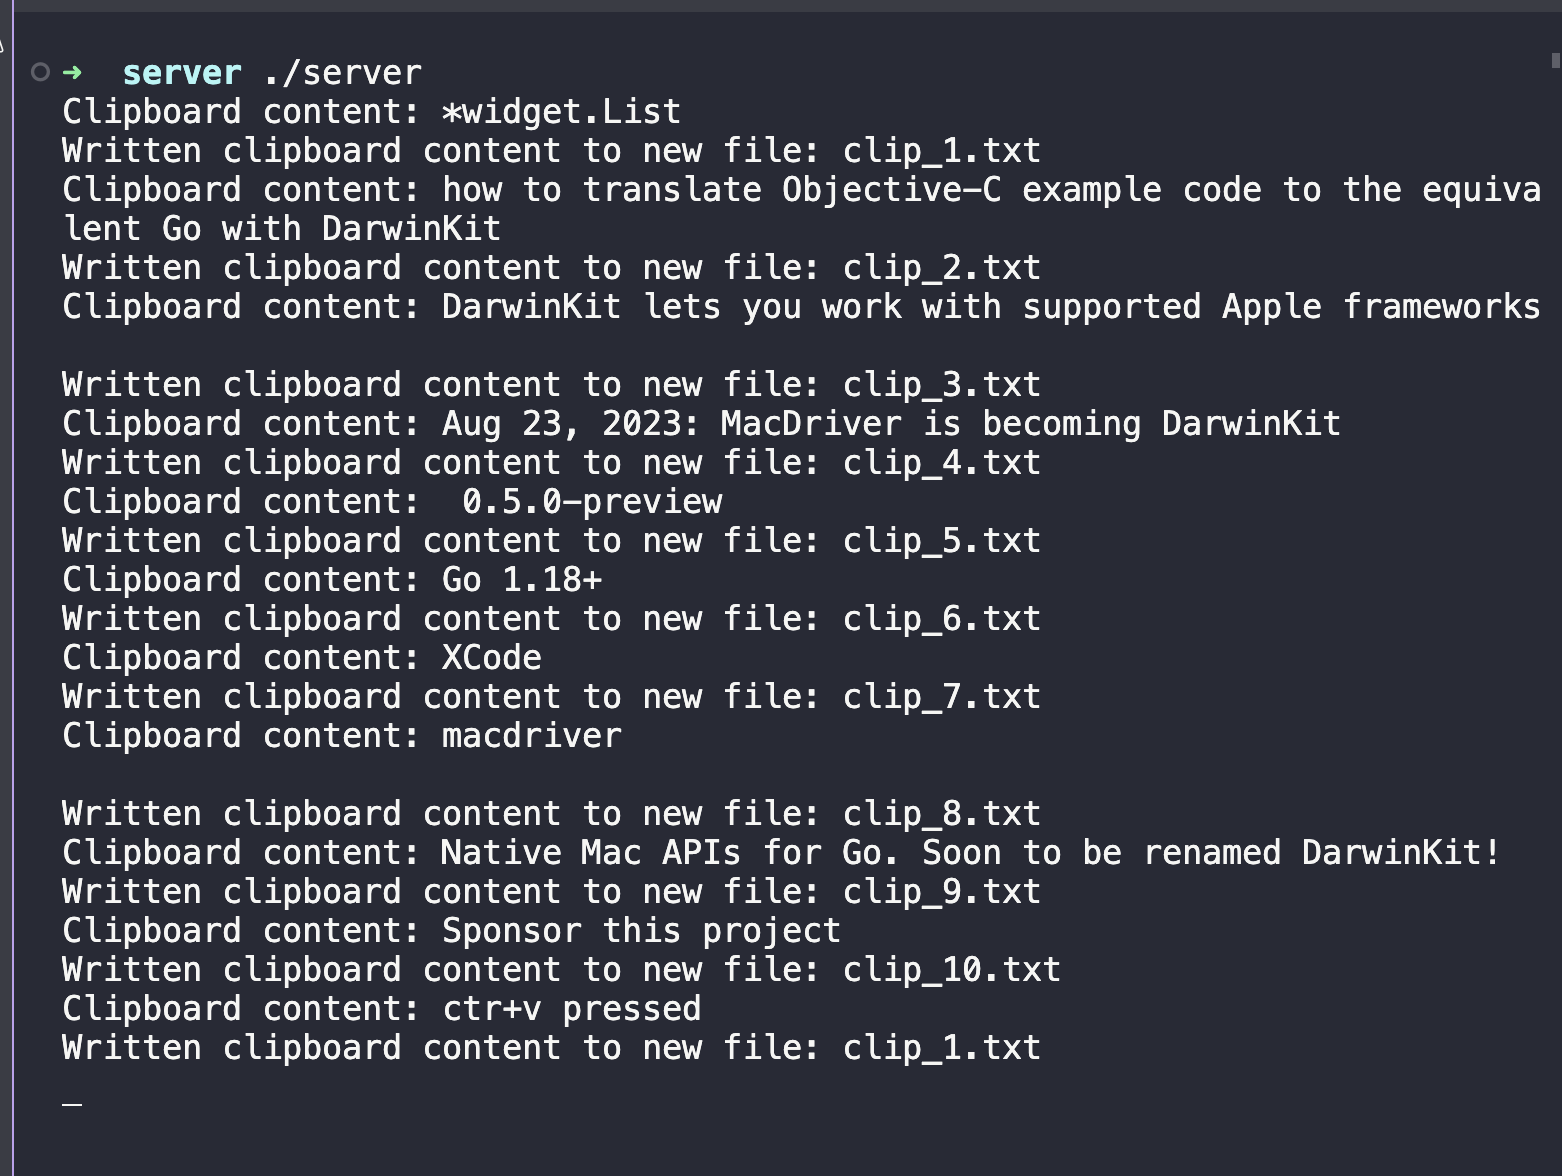 ➜  server ./server
Clipboard content: *widget.List
Written clipboard content to new file: clip_1.txt
Clipboard content: how to translate Objective-C example code to the equiva
lent Go with DarwinKit
Written clipboard content to new file: clip_2.txt
Clipboard content: DarwinKit lets you work with supported Apple frameworks

Written clipboard content to new file: clip_3.txt
Clipboard content: Aug 23, 2023: MacDriver is becoming DarwinKit
Written clipboard content to new file: clip_4.txt
Clipboard content:  0.5.0-preview
Written clipboard content to new file: clip_5.txt
Clipboard content: Go 1.18+
Written clipboard content to new file: clip_6.txt
Clipboard content: XCode
Written clipboard content to new file: clip_7.txt
Clipboard content: macdriver

Written clipboard content to new file: clip_8.txt
Clipboard content: Native Mac APIs for Go. Soon to be renamed DarwinKit!
Written clipboard content to new file: clip_9.txt
Clipboard content: Sponsor this project
Written clipboard content to new file: clip_10.txt
Clipboard content: ctr+v pressed
Written clipboard content to new file: clip_1.txt